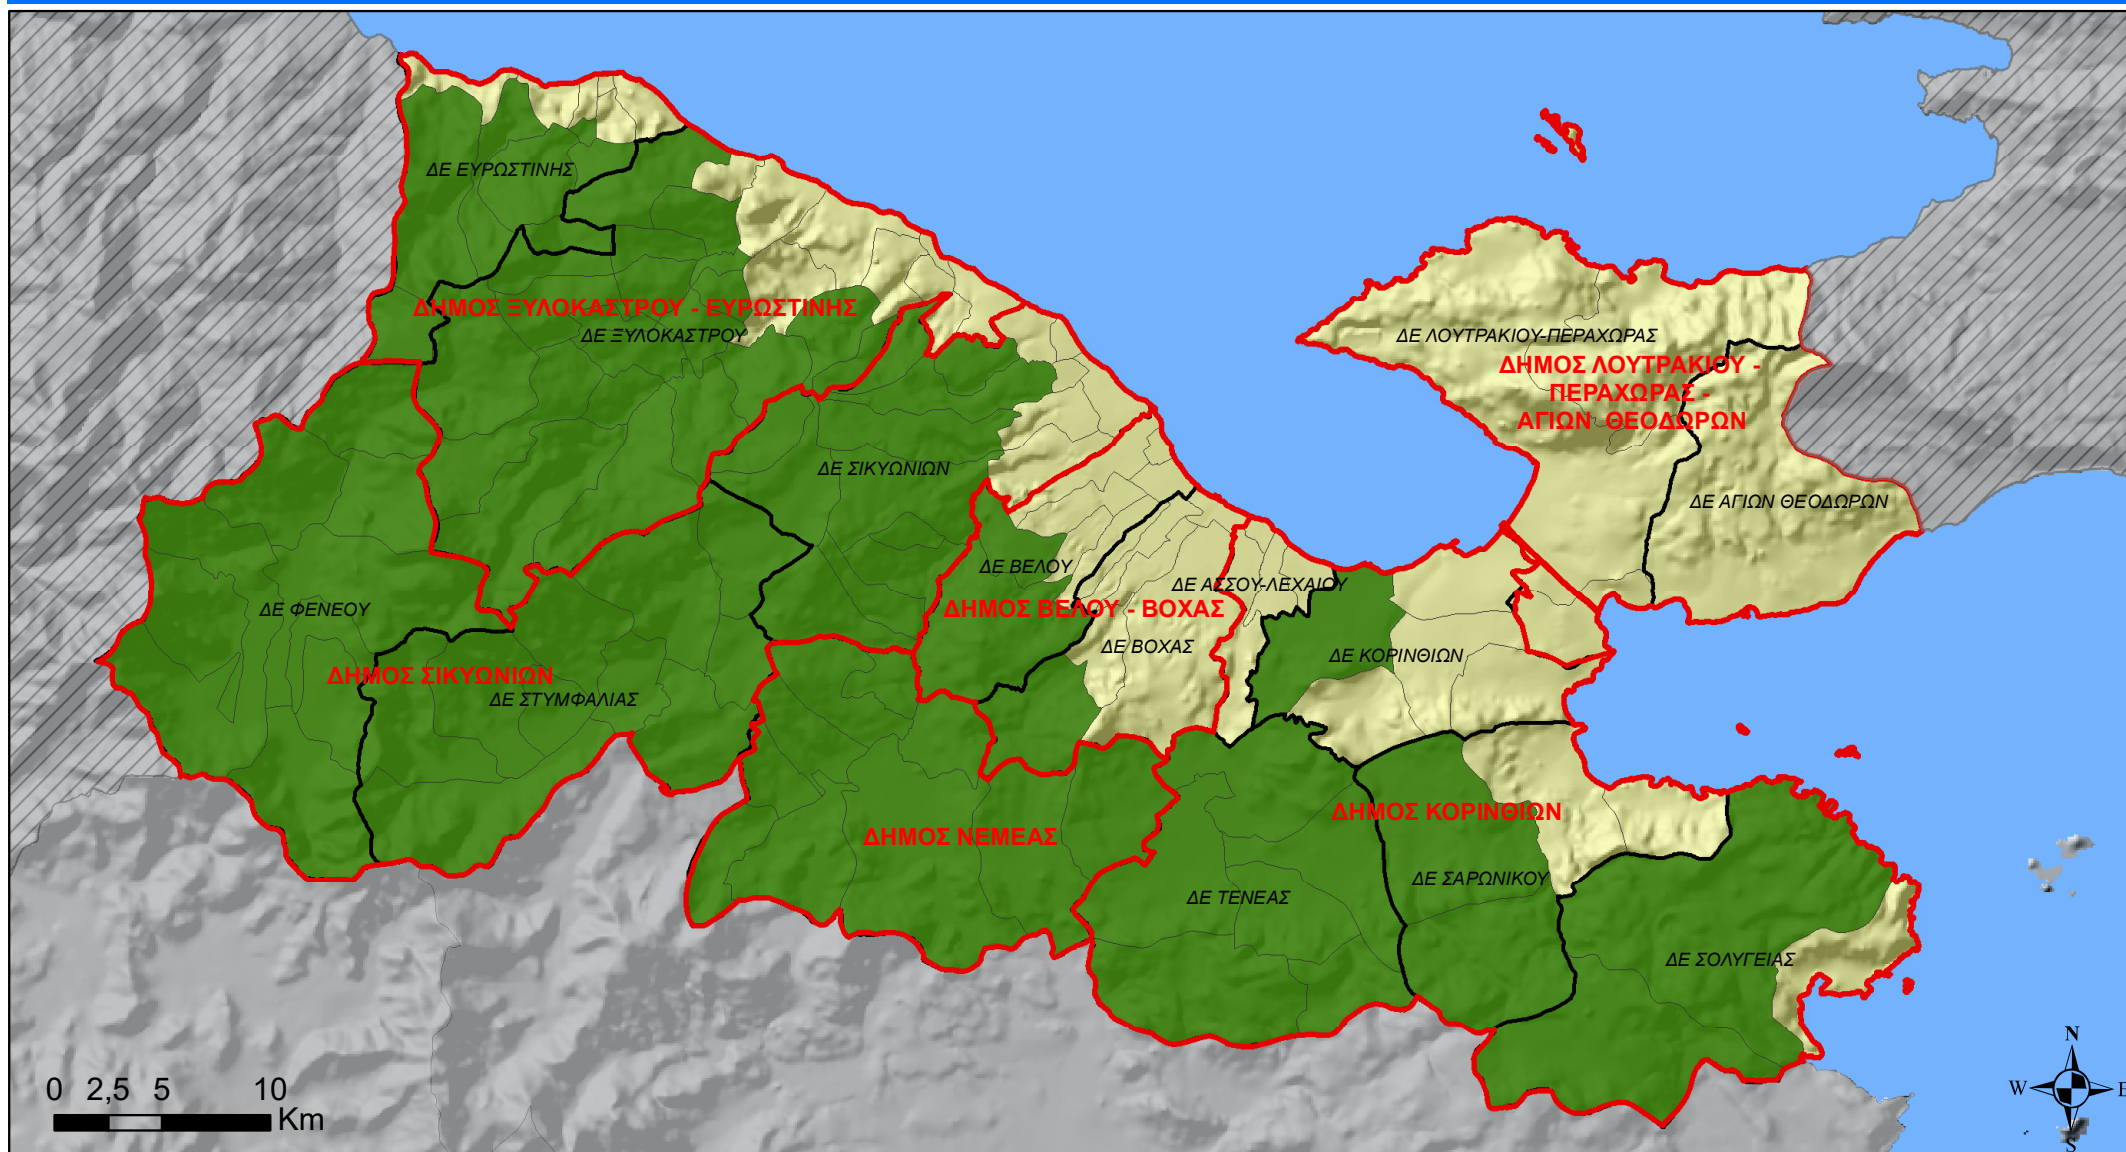 ΔΕ ΕΥΡΩΣΤΙΝΗΣ
ΔΗΜΟΣ ΞΥΛΟΚΑΣΤΡΟΥ - ΕΥΡΩΣΤΙΝΗΣ
ΔΕ ΞΥΛΟΚΑΣΤΡΟΥ
ΔΕ ΛΟΥΤΡΑΚΙΟΥ-ΠΕΡΑΧΩΡΑΣ
ΔΗΜΟΣ ΛΟΥΤΡΑΚΙΟΥ -
ΠΕΡΑΧΩΡΑΣ -
ΑΓΙΩΝ ΘΕΟΔΩΡΩΝ
ΔΕ ΣΙΚΥΩΝΙΩΝ
ΔΕ ΑΓΙΩΝ ΘΕΟΔΩΡΩΝ
ΔΕ ΒΕΛΟΥ
ΔΕ ΑΣΣΟΥ-ΛΕΧΑΙΟΥ
ΔΕ ΦΕΝΕΟΥ
ΔΗΜΟΣ ΒΕΛΟΥ - ΒΟΧΑΣ
ΔΕ ΒΟΧΑΣ
ΔΕ ΚΟΡΙΝΘΙΩΝ
ΔΗΜΟΣ ΣΙΚΥΩΝΙΩΝ
ΔΕ ΣΤΥΜΦΑΛΙΑΣ
ΔΗΜΟΣ ΚΟΡΙΝΘΙΩΝ
ΔΗΜΟΣ ΝΕΜΕΑΣ
ΔΕ ΣΑΡΩΝΙΚΟΥ
ΔΕ ΤΕΝΕΑΣ
ΔΕ ΣΟΛΥΓΕΙΑΣ
0 2,5 5 10
Km
N
W E
S